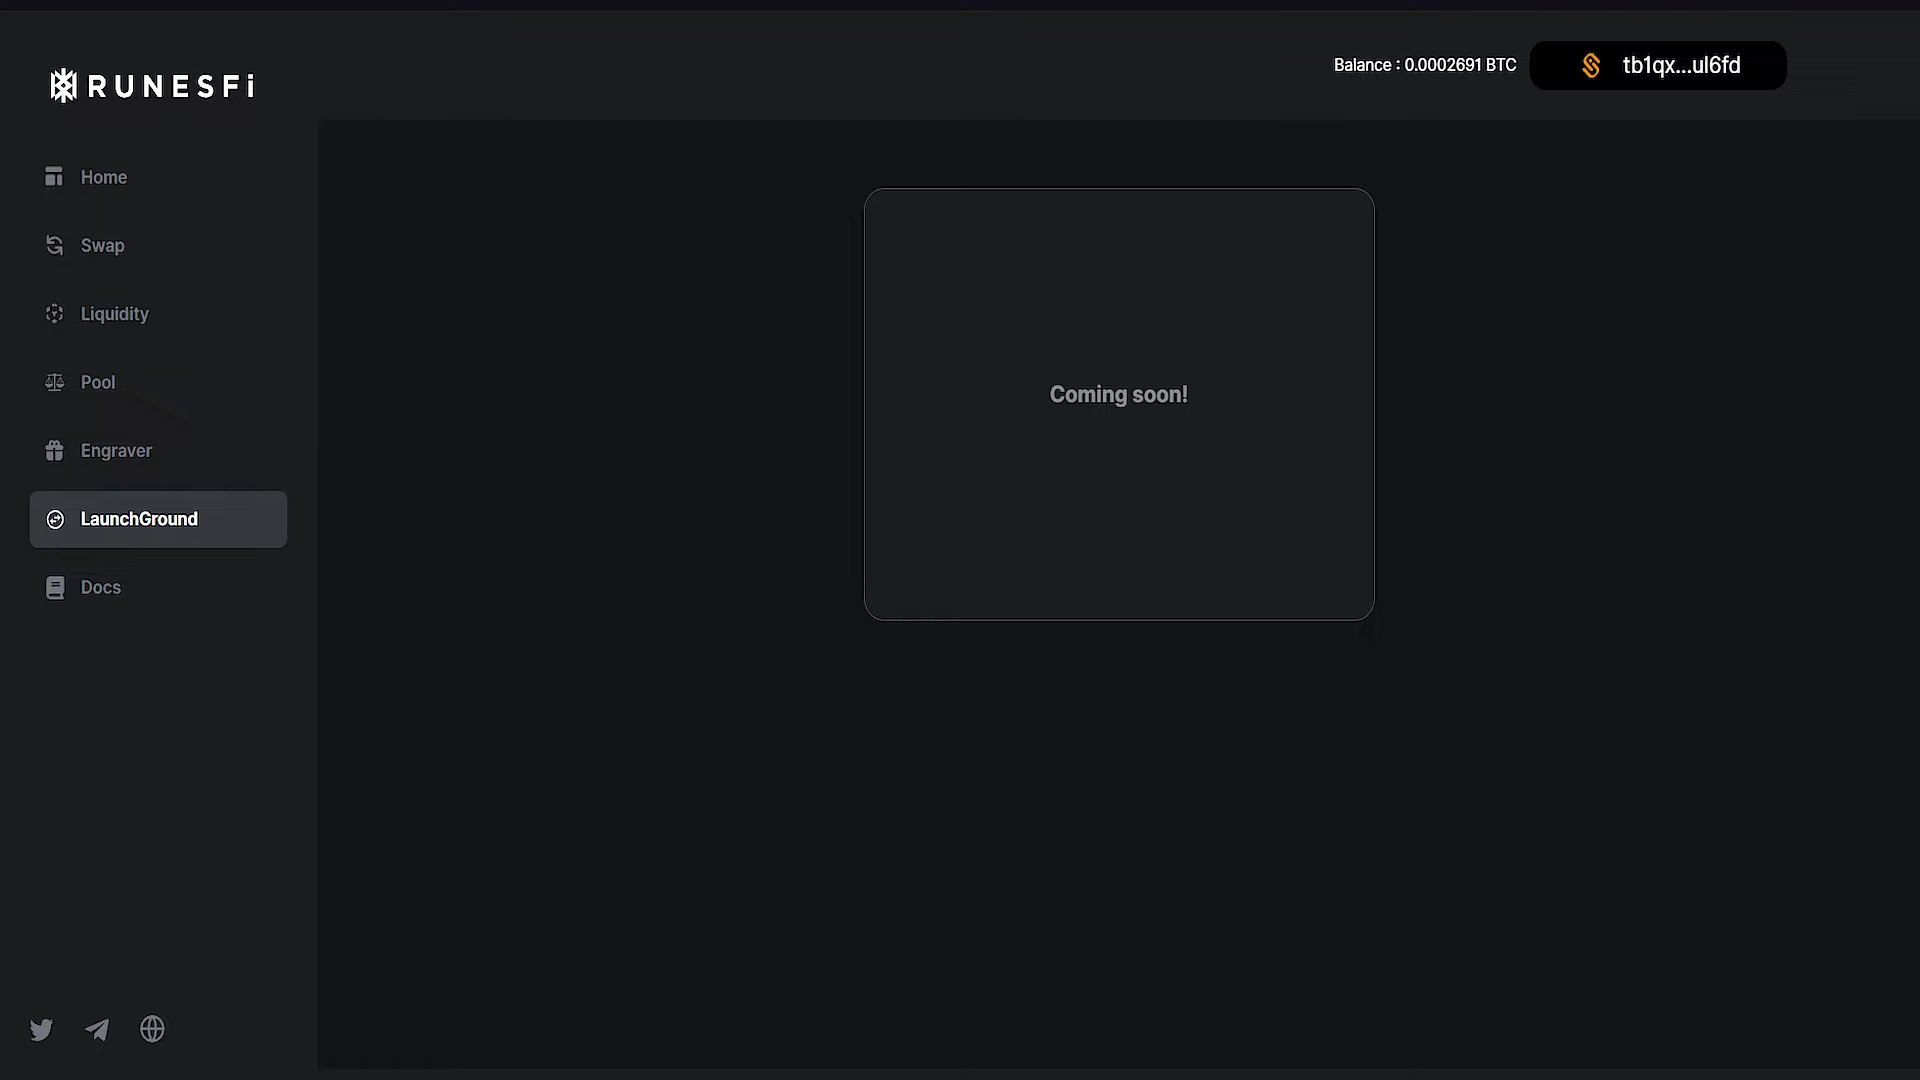 RUNESFi
Balance : 0.0002691 BTC
tb1qx...ul6fd
Home
Swap
Liquidity
Pool
Engraver
LaunchGround
Docs
Coming soon!